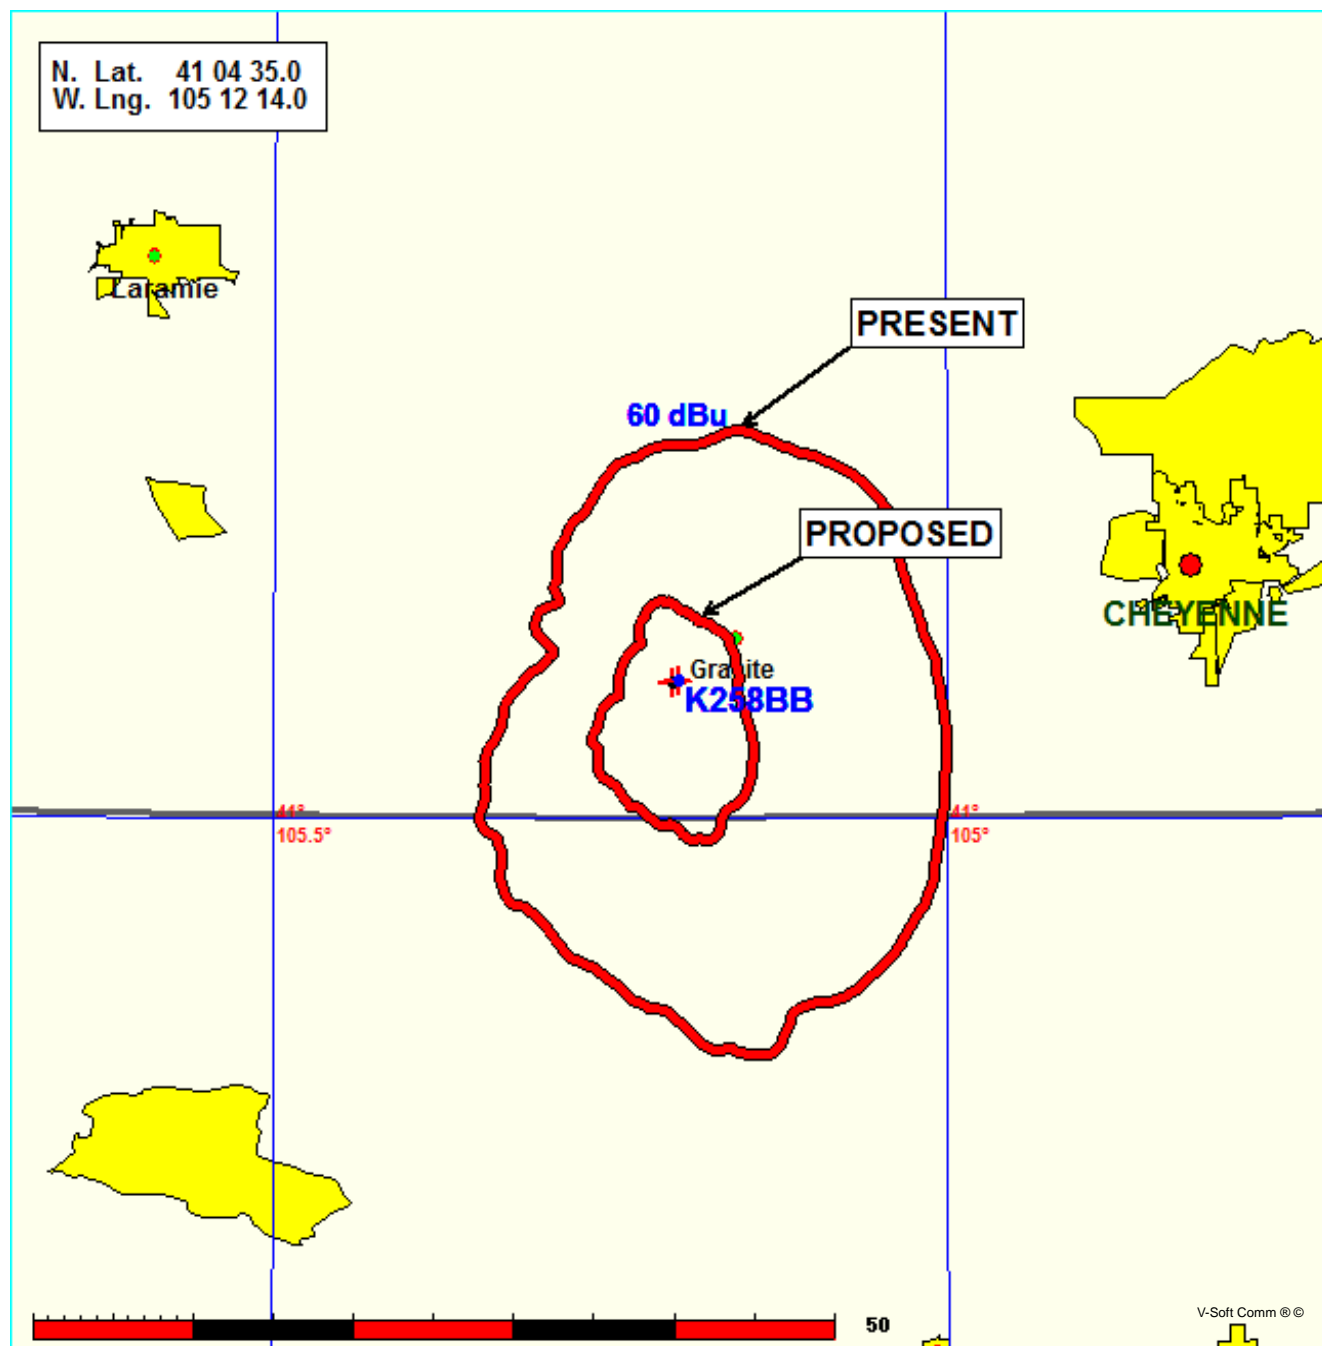 N. Lat. 41 04 35.0
W. Lng. 105 12 14.0
Laramie
PRESENT
60 dBu
PROPOSED
CHEYENNE
Granite
K258BB
41°
105.5°
41°
105°
V-Soft Comm ® ©
50